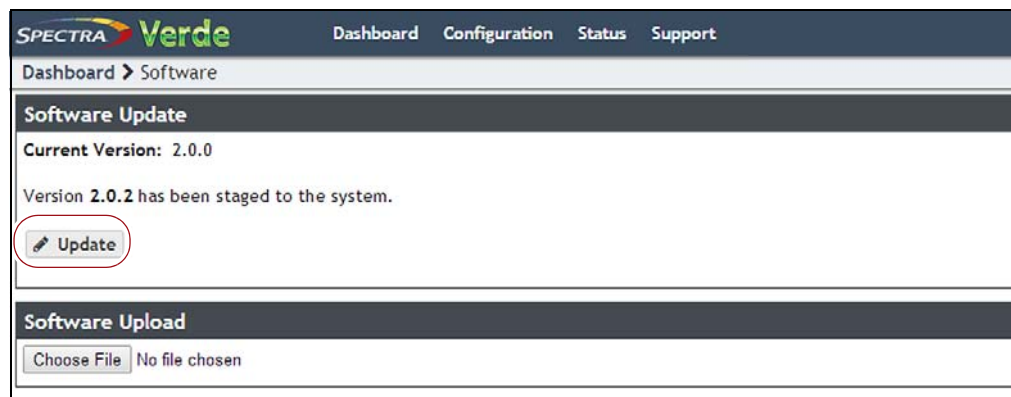 SPECTRA Verde Dashboard Configuration Status Support
Dashboard > Software
Software Update
Current Version: 2.0.0
Version 2.0.2 has been staged to the system.
Update
Software Upload
Choose File No file chosen